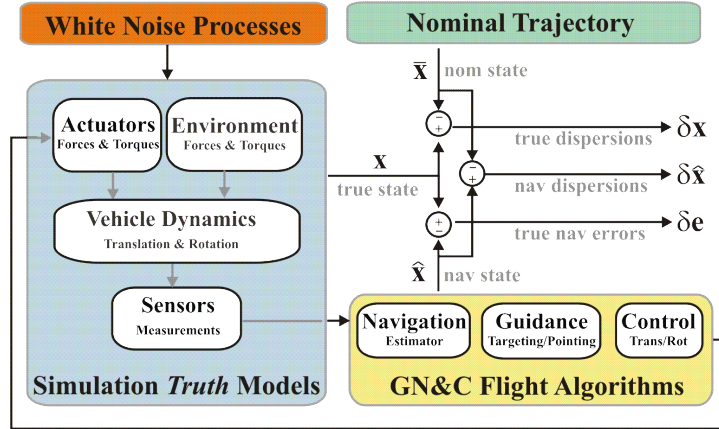 White Noise Processes
Nominal Trajectory
x̄
nom state
Actuators
Forces & Torques
Environment
Forces & Torques
− +
true dispersions
δx
x
true state
− +
nav dispersions
δx̂
Vehicle Dynamics
Translation & Rotation
+ −
true nav errors
δe
x̂
nav state
Sensors
Measurements
Navigation
Estimator
Guidance
Targeting/Pointing
Control
Trans/Rot
Simulation Truth Models
GN&C Flight Algorithms